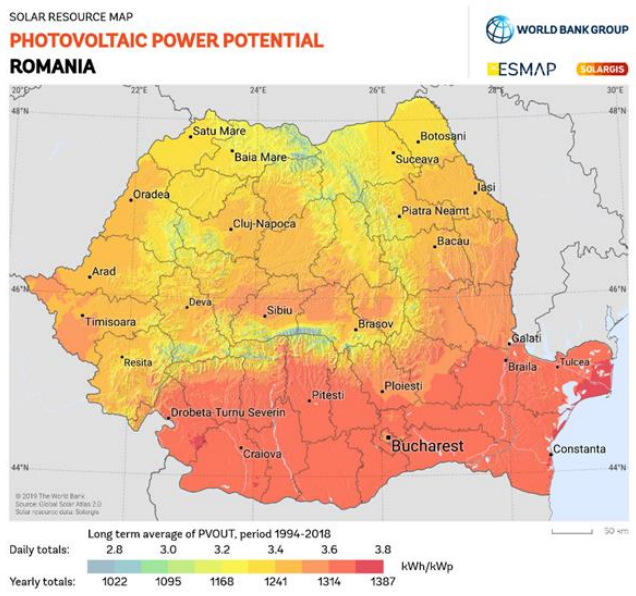 SOLAR RESOURCE MAP
PHOTOVOLTAIC POWER POTENTIAL
ROMANIA
WORLD BANK GROUP
ESMAP
SOLARGIS
20°E 22°E 24°E 26°E 28°E 30°E
48°N 48°N
Satu Mare
Botosani
Baia Mare
Suceava
Oradea
Iasi
Piatra Neamt
Cluj-Napoca
Bacau
Arad
46°N 46°N
Deva
Sibiu
Timisoara
Brasov
Galati
Resita
Braila
Tulcea
Ploiesti
Pitesti
Drobeta-Turnu Severin
Bucharest
Craiova
Constanta
44°N 44°N
© 2019 The World Bank
Source: Global Solar Atlas 2.0
Solar resource data: Solargis
50 km
Long term average of PVOUT, period 1994-2018
Daily totals: 2.8 3.0 3.2 3.4 3.6 3.8
kWh/kWp
Yearly totals: 1022 1095 1168 1241 1314 1387